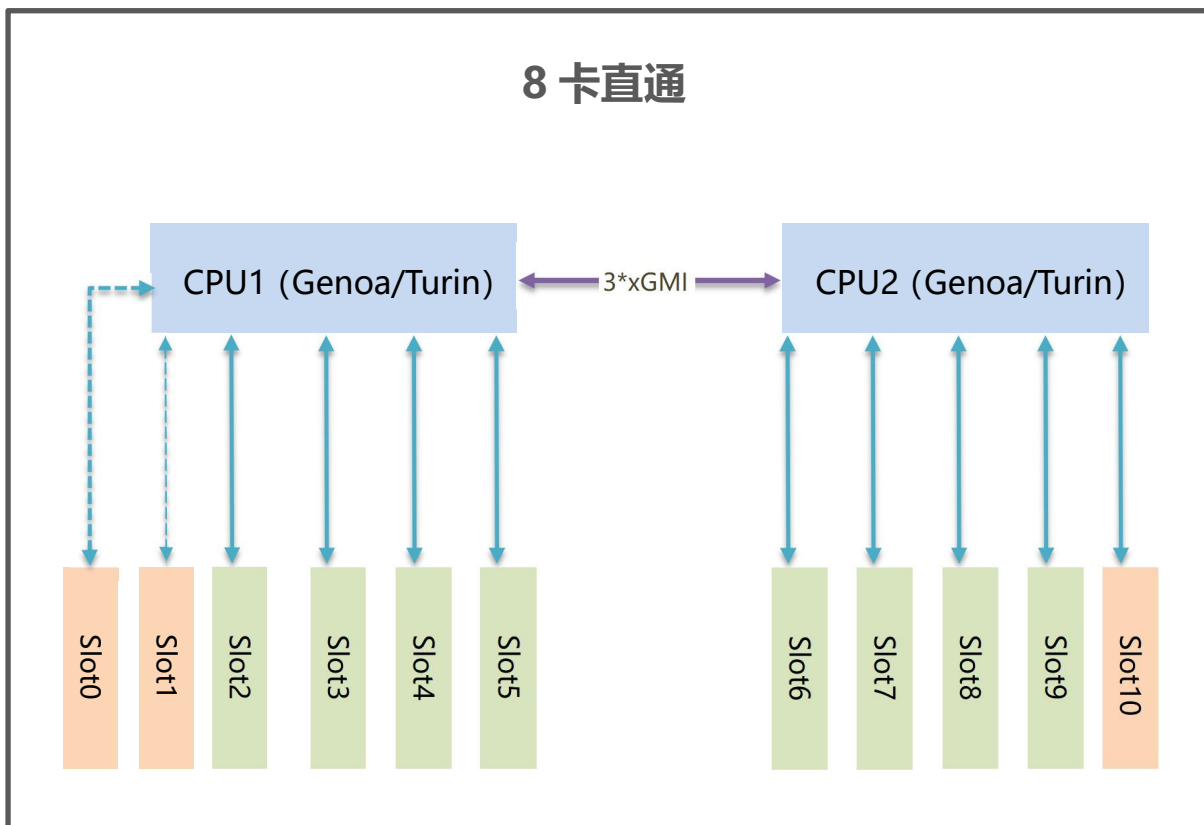 8 卡直通
CPU1 (Genoa/Turin)
3*xGMI
CPU2 (Genoa/Turin)
Slot0
Slot1
Slot2
Slot3
Slot4
Slot5
Slot6
Slot7
Slot8
Slot9
Slot10